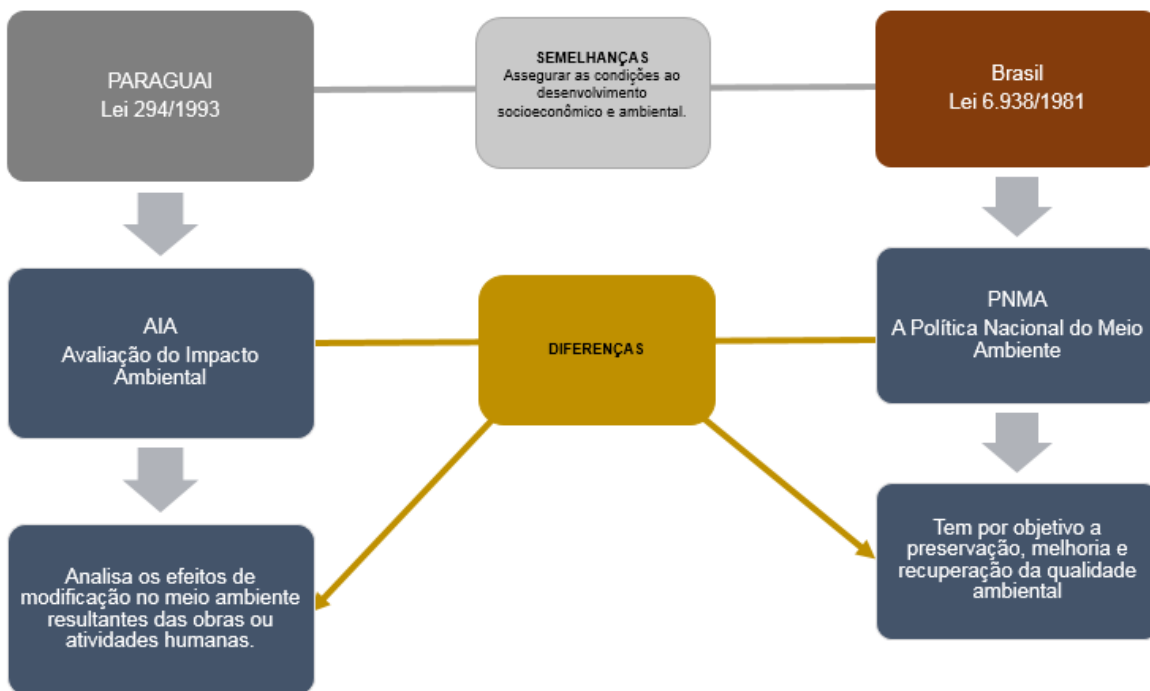 PARAGUAI
Lei 294/1993
SEMELHANÇAS
Assegurar as condições ao
desenvolvimento
socioeconômico e ambiental.
Brasil
Lei 6.938/1981
AIA
Avaliação do Impacto
Ambiental
DIFERENÇAS
PNMA
A Política Nacional do Meio
Ambiente
Analisa os efeitos de
modificação no meio ambiente
resultantes das obras ou
atividades humanas.
Tem por objetivo a
preservação, melhoria e
recuperação da qualidade
ambiental